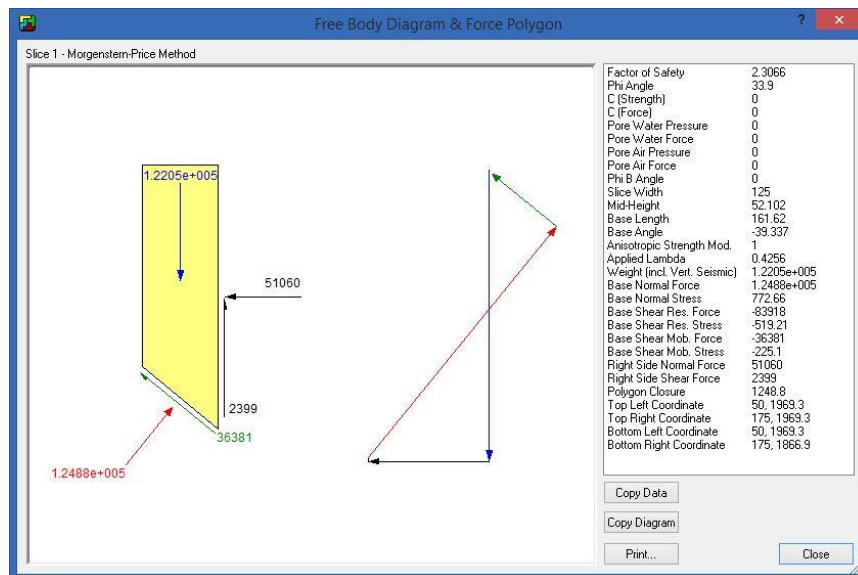 Free Body Diagram & Force Polygon
?
×
Slice 1 - Morgenstern-Price Method
1.2205e+005
51060
2399
36381
1.2488e+005
Factor of Safety 2.3066
Phi Angle 33.9
C (Strength) 0
C (Force) 0
Pore Water Pressure 0
Pore Water Force 0
Pore Air Pressure 0
Pore Air Force 0
Phi B Angle 0
Slice Width 125
Mid-Height 52.102
Base Length 161.62
Base Angle -39.337
Anisotropic Strength Mod. 1
Applied Lambda 0.4256
Weight (incl. Vert. Seismic) 1.2205e+005
Base Normal Force 1.2488e+005
Base Normal Stress 772.66
Base Shear Res. Force -83918
Base Shear Res. Stress -519.21
Base Shear Mob. Force -36381
Base Shear Mob. Stress -225.1
Right Side Normal Force 51060
Right Side Shear Force 2399
Polygon Closure 1248.8
Top Left Coordinate 50, 1969.3
Top Right Coordinate 175, 1969.3
Bottom Left Coordinate 50, 1969.3
Bottom Right Coordinate 175, 1866.9
Copy Data
Copy Diagram
Print...
Close